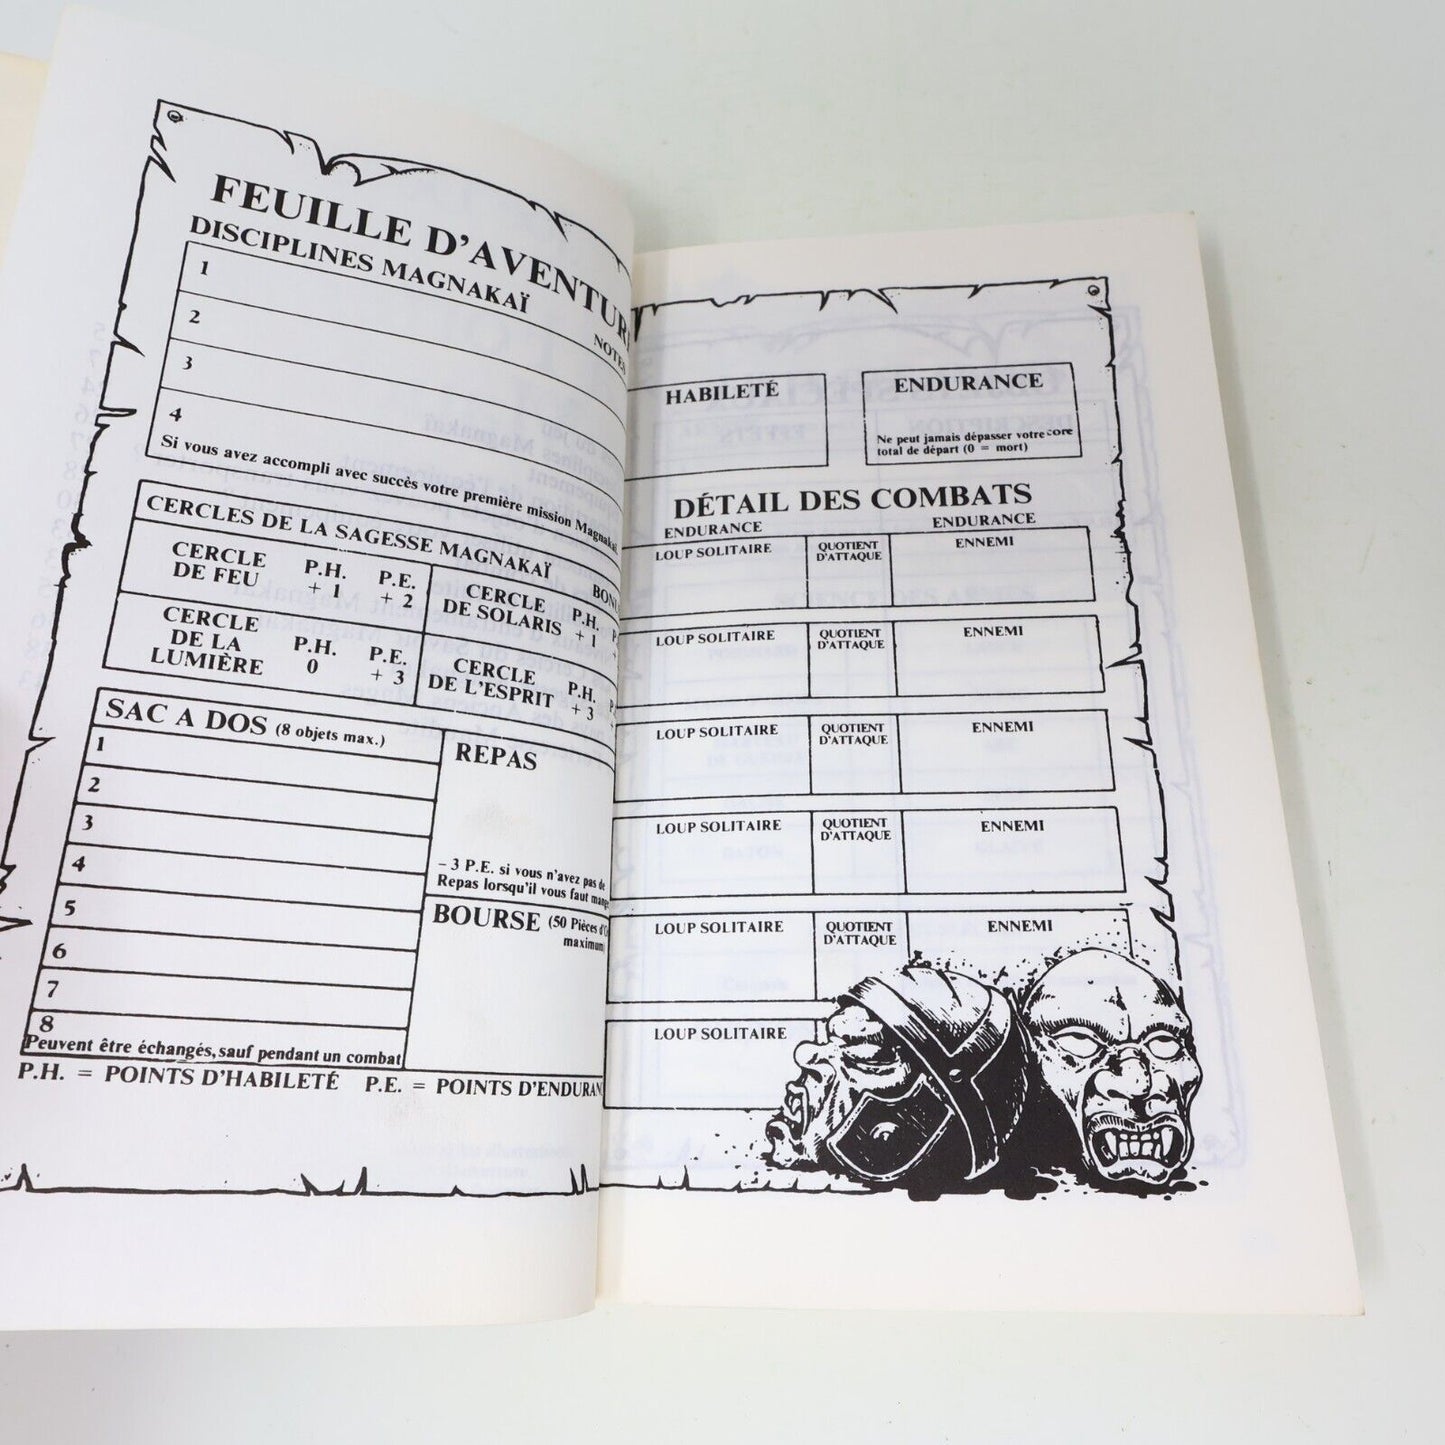 FEUILLE D'AVENTURE
DISCIPLINES MAGNAKAÏ
NOTES
1
2
3
4
Si vous avez accompli avec succès votre première mission Magnakaï
CERCLES DE LA SAGESSE MAGNAKAÏ
CERCLE
DE FEU
P.H.
+ 1
P.E.
+ 2
CERCLE
DE SOLARIS
P.H.
+ 1
CERCLE
DE LA
LUMIÈRE
P.H.
0
P.E.
+ 3
CERCLE
DE L'ESPRIT
P.H.
+ 3
SAC A DOS (8 objets max.)
1
2
3
4
5
6
7
8
Peuvent être échangés, sauf pendant un combat
REPAS
– 3 P.E. si vous n'avez pas de
Repas lorsqu'il vous faut
BOURSE (50 Pièces
maximum)
P.H. = POINTS D'HABILETÉ P.E. = POINTS
HABILETÉ
ENDURANCE
Ne peut jamais dépasser votre core
total de départ (0 = mort)
DÉTAIL DES COMBATS
ENDURANCE
ENDURANCE
LOUP SOLITAIRE
QUOTIENT
D'ATTAQUE
ENNEMI
LOUP SOLITAIRE
QUOTIENT
D'ATTAQUE
ENNEMI
LOUP SOLITAIRE
QUOTIENT
D'ATTAQUE
ENNEMI
LOUP SOLITAIRE
QUOTIENT
D'ATTAQUE
ENNEMI
LOUP SOLITAIRE
QUOTIENT
D'ATTAQUE
ENNEMI
LOUP SOLITAIRE